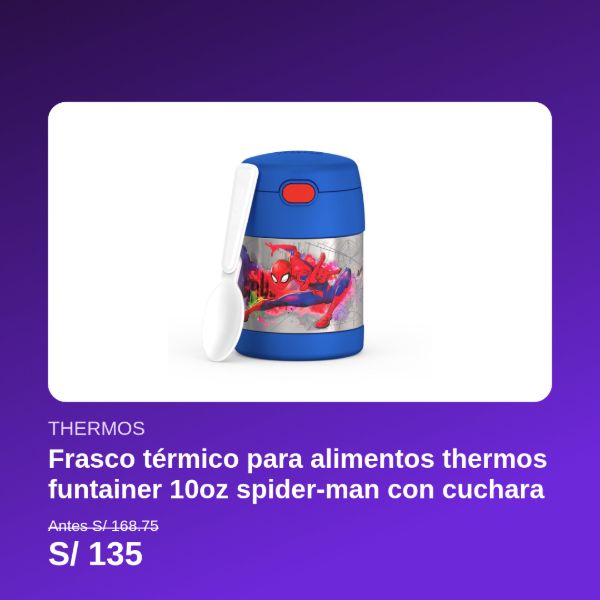 THERMOS
Frasco térmico para alimentos thermos
funtainer 10oz spider-man con cuchara
Antes S/ 168.75
S/ 135